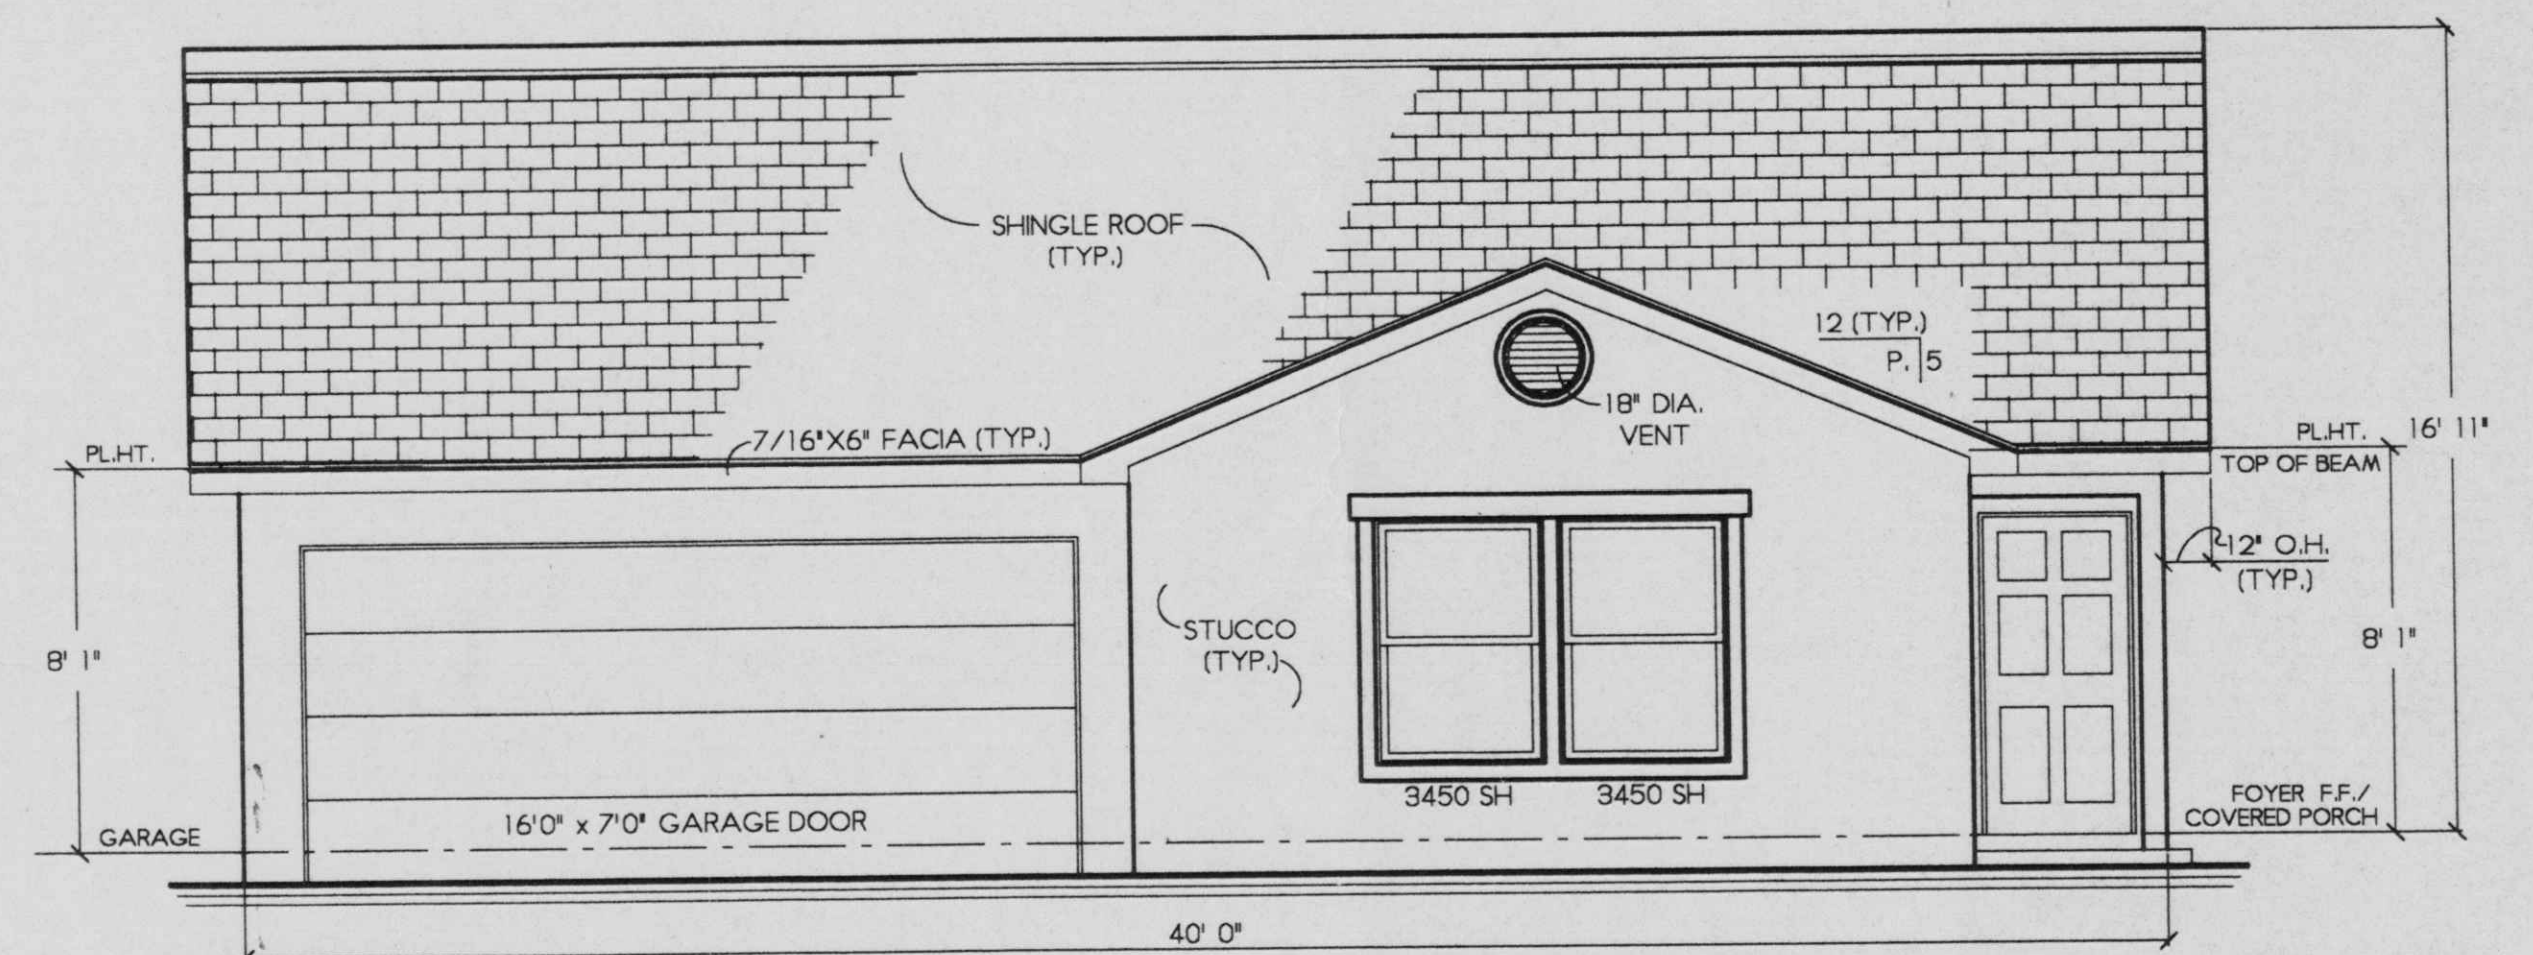 SHINGLE ROOF
(TYP.)
12 (TYP.)
P. 5
18" DIA.
VENT
7/16"X6" FACIA (TYP.)
PL.HT.
PL.HT.
16' 11"
TOP OF BEAM
12" O.H.
(TYP.)
STUCCO
(TYP.)
8' 1"
8' 1"
3450 SH
3450 SH
16'0" x 7'0" GARAGE DOOR
GARAGE
FOYER F.F./
COVERED PORCH
40' 0"